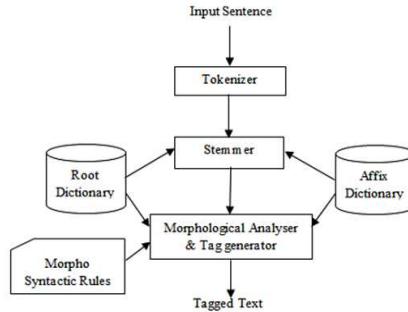 Input Sentence
Tokenizer
Stemmer
Root
Dictionary
Affix
Dictionary
Morphological Analyser
& Tag generator
Morpho
Syntactic Rules
Tagged Text